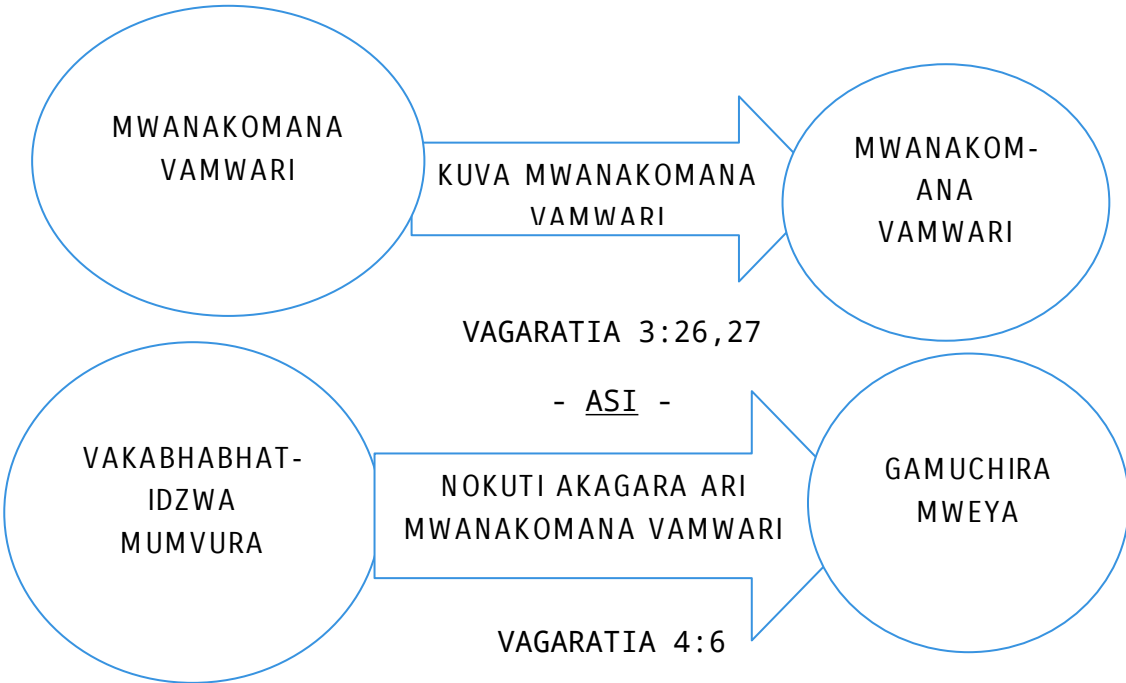 MWANAKOMANA
VAMWARI
KUVA MWANAKOMANA
VAMWARI
MWANAKOM-
ANA
VAMWARI
VAGARATIA 3:26,27
- ASI -
VAKABHABHAT-
IDZWA
MUMVURA
NOKUTI AKAGARA ARI
MWANAKOMANA VAMWARI
GAMUCHIRA
MWEYA
VAGARATIA 4:6